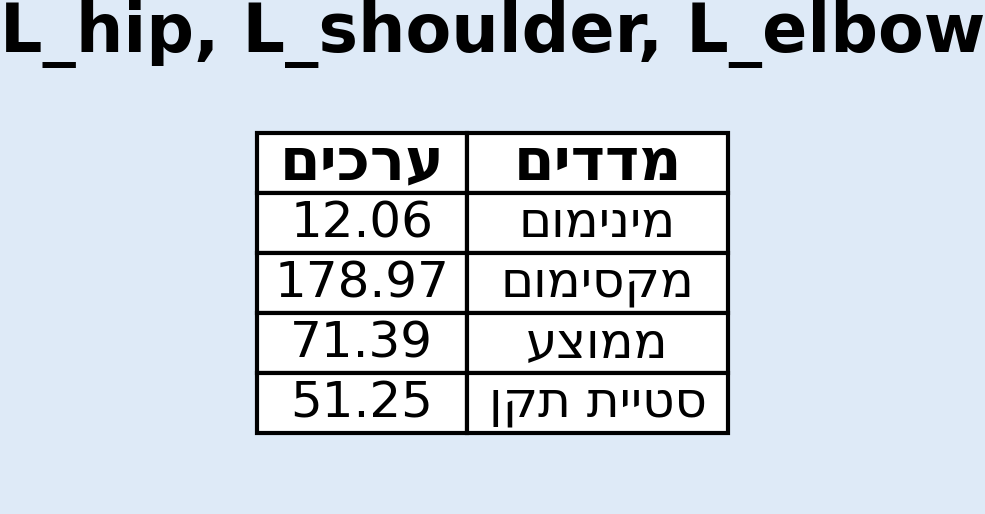 L_hip, L_shoulder, L_elbow
מדדים ערכים
מינימום 12.06
מקסימום 178.97
ממוצע 71.39
סטיית תקן 51.25